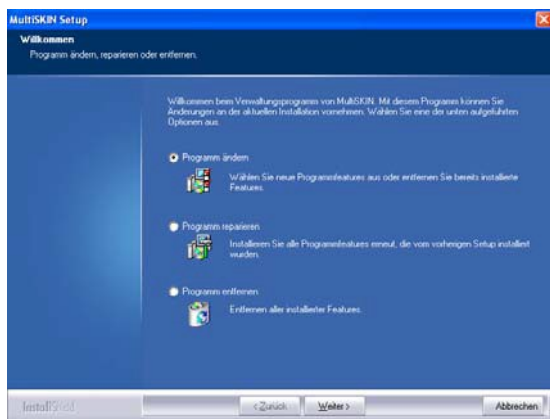 MultiSKIN Setup
Willkommen
Programm ändern, reparieren oder entfernen.
Willkommen beim Verwaltungsprogramm von MultiSKIN. Mit diesem Programm können Sie
Änderungen an der aktuellen Installation vornehmen. Wählen Sie eine der unten aufgeführten
Optionen aus.
Programm ändern
Wählen Sie neue Programmfeatures aus oder entfernen Sie bereits installierte
Features.
Programm reparieren
Installieren Sie alle Programmfeatures erneut, die vom vorherigen Setup installiert
wurden.
Programm entfernen
Entfernen aller installierter Features.
InstallShield
< Zurück
Weiter >
Abbrechen